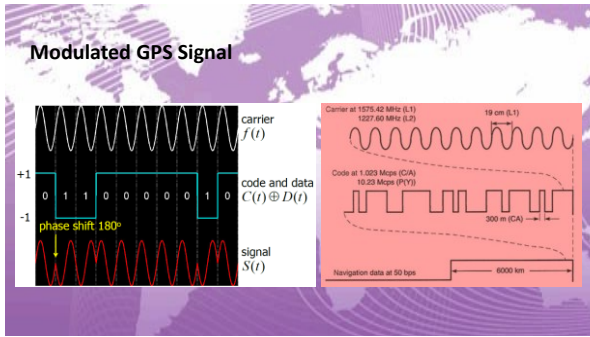 Modulated GPS Signal
carrier
f(t)
+1
0 1 1 0 0 0 0 0 1 0
-1
code and data
C(t) ⊕ D(t)
phase shift 180°
signal
S(t)
Carrier at 1575.42 MHz (L1)
1227.60 MHz (L2)
19 cm (L1)
Code at 1.023 Mcps (C/A)
10.23 Mcps (P(Y))
300 m (CA)
Navigation data at 50 bps
6000 km